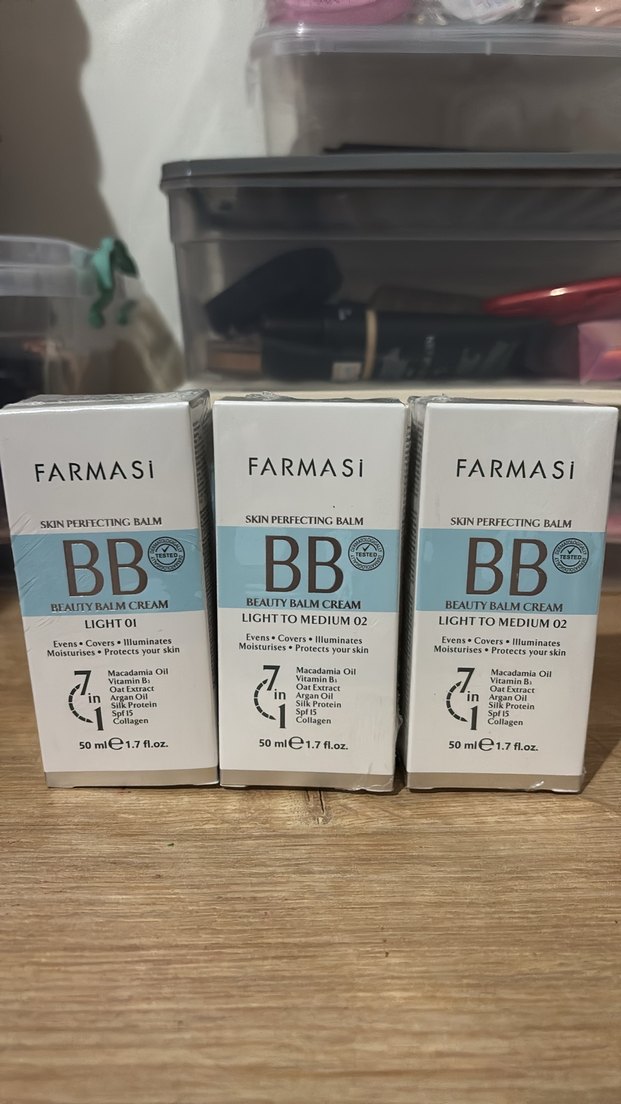 FARMASi
SKIN PERFECTING BALM
BB
DERMATOLOGICALLY
TESTED
BEAUTY BALM CREAM
LIGHT 01
Evens • Covers • Illuminates
Moisturises • Protects your skin
7 in 1
Macadamia Oil
Vitamin B3
Oat Extract
Argan Oil
Silk Protein
Spf 15
Collagen
50 ml ℮ 1.7 fl.oz.
FARMASi
SKIN PERFECTING BALM
BB
DERMATOLOGICALLY
TESTED
BEAUTY BALM CREAM
LIGHT TO MEDIUM 02
Evens • Covers • Illuminates
Moisturises • Protects your skin
7 in 1
Macadamia Oil
Vitamin B3
Oat Extract
Argan Oil
Silk Protein
Spf 15
Collagen
50 ml ℮ 1.7 fl.oz.
FARMASi
SKIN PERFECTING BALM
BB
DERMATOLOGICALLY
TESTED
BEAUTY BALM CREAM
LIGHT TO MEDIUM 02
Evens • Covers • Illuminates
Moisturises • Protects your skin
7 in 1
Macadamia Oil
Vitamin B3
Oat Extract
Argan Oil
Silk Protein
Spf 15
Collagen
50 ml ℮ 1.7 fl.oz.